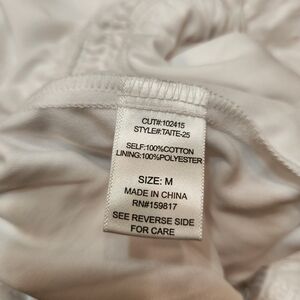 CUT#:102415
STYLE#:TAITE-25
SELF:100%COTTON
LINING:100%POLYESTER
SIZE: M
MADE IN CHINA
RN#159817
SEE REVERSE SIDE
FOR CARE